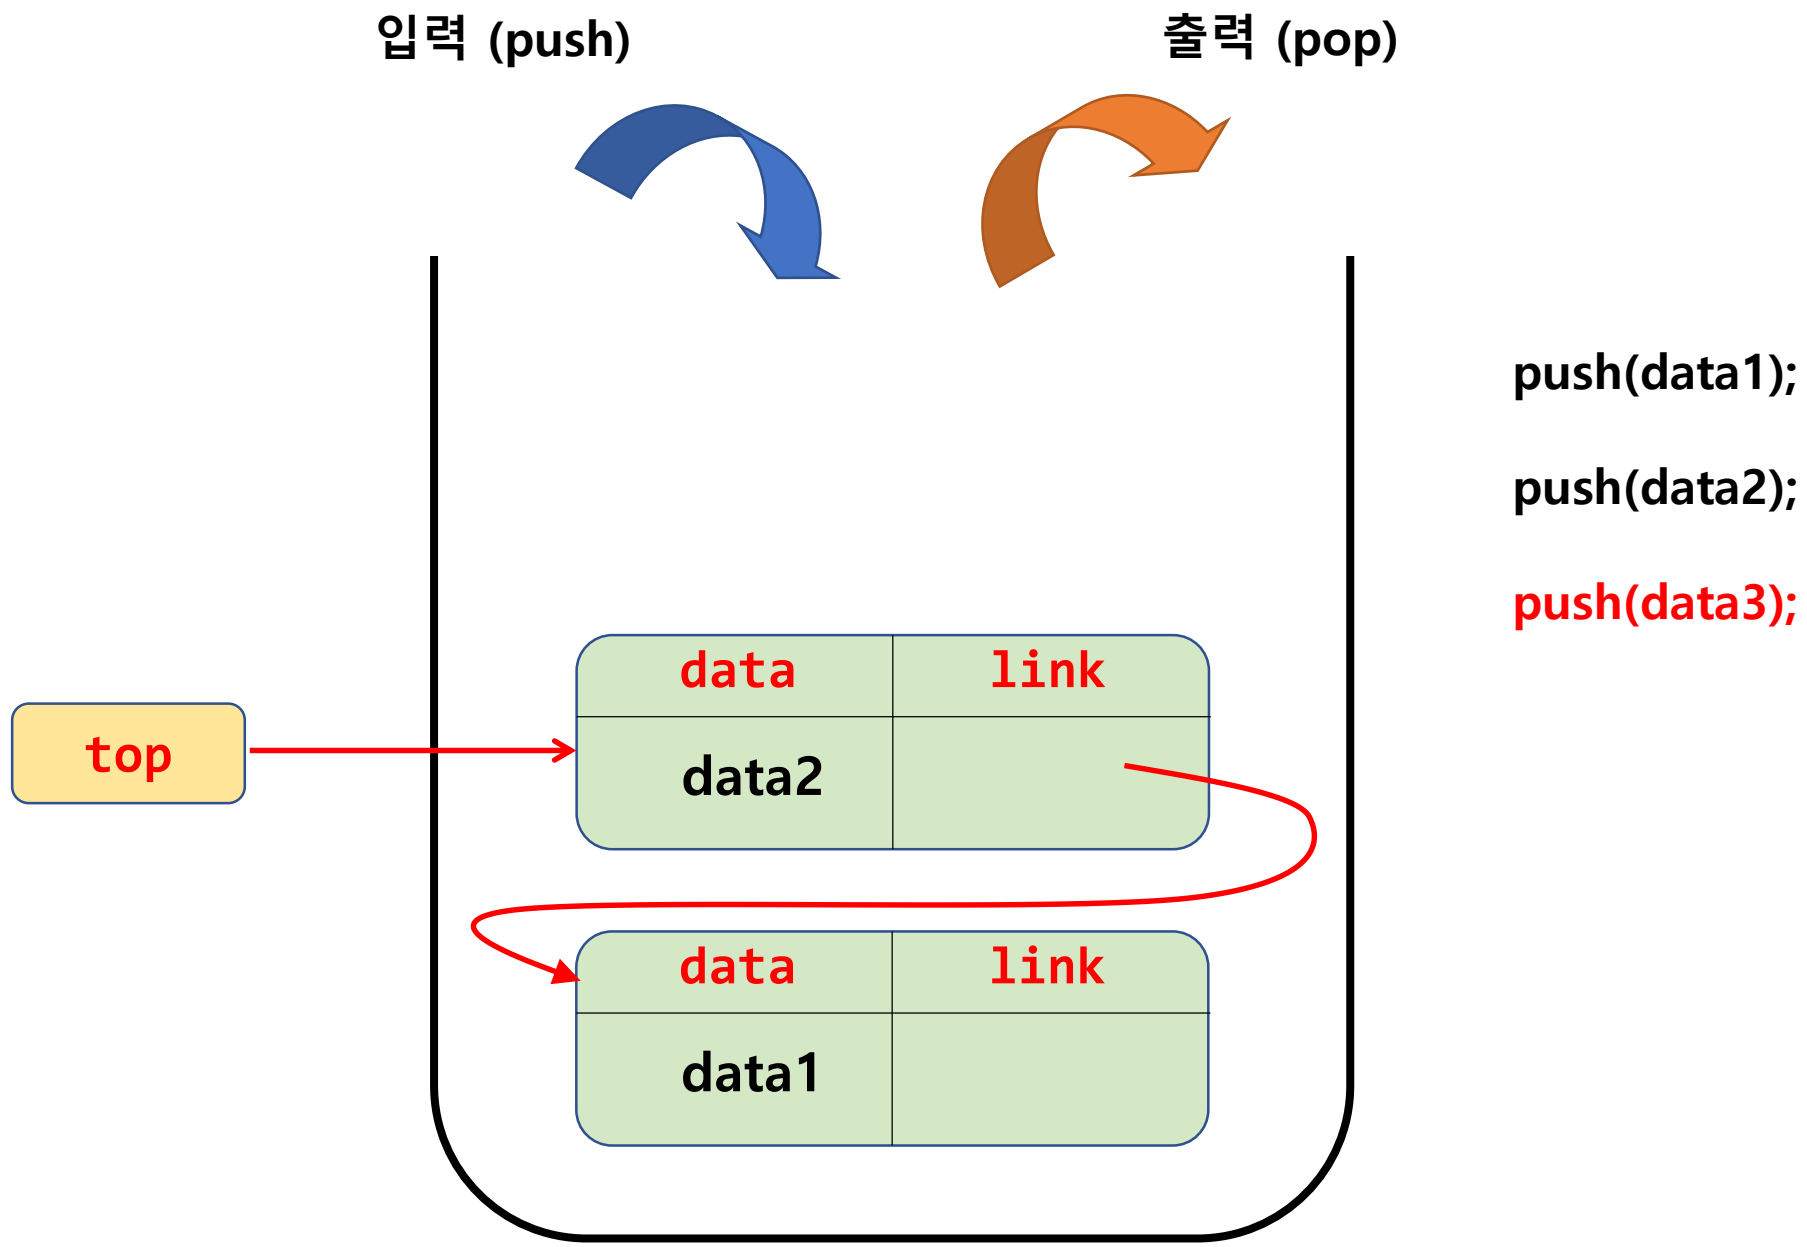 입력 (push)
출력 (pop)
push(data1);
push(data2);
push(data3);
data link
top
data2
data link
data1